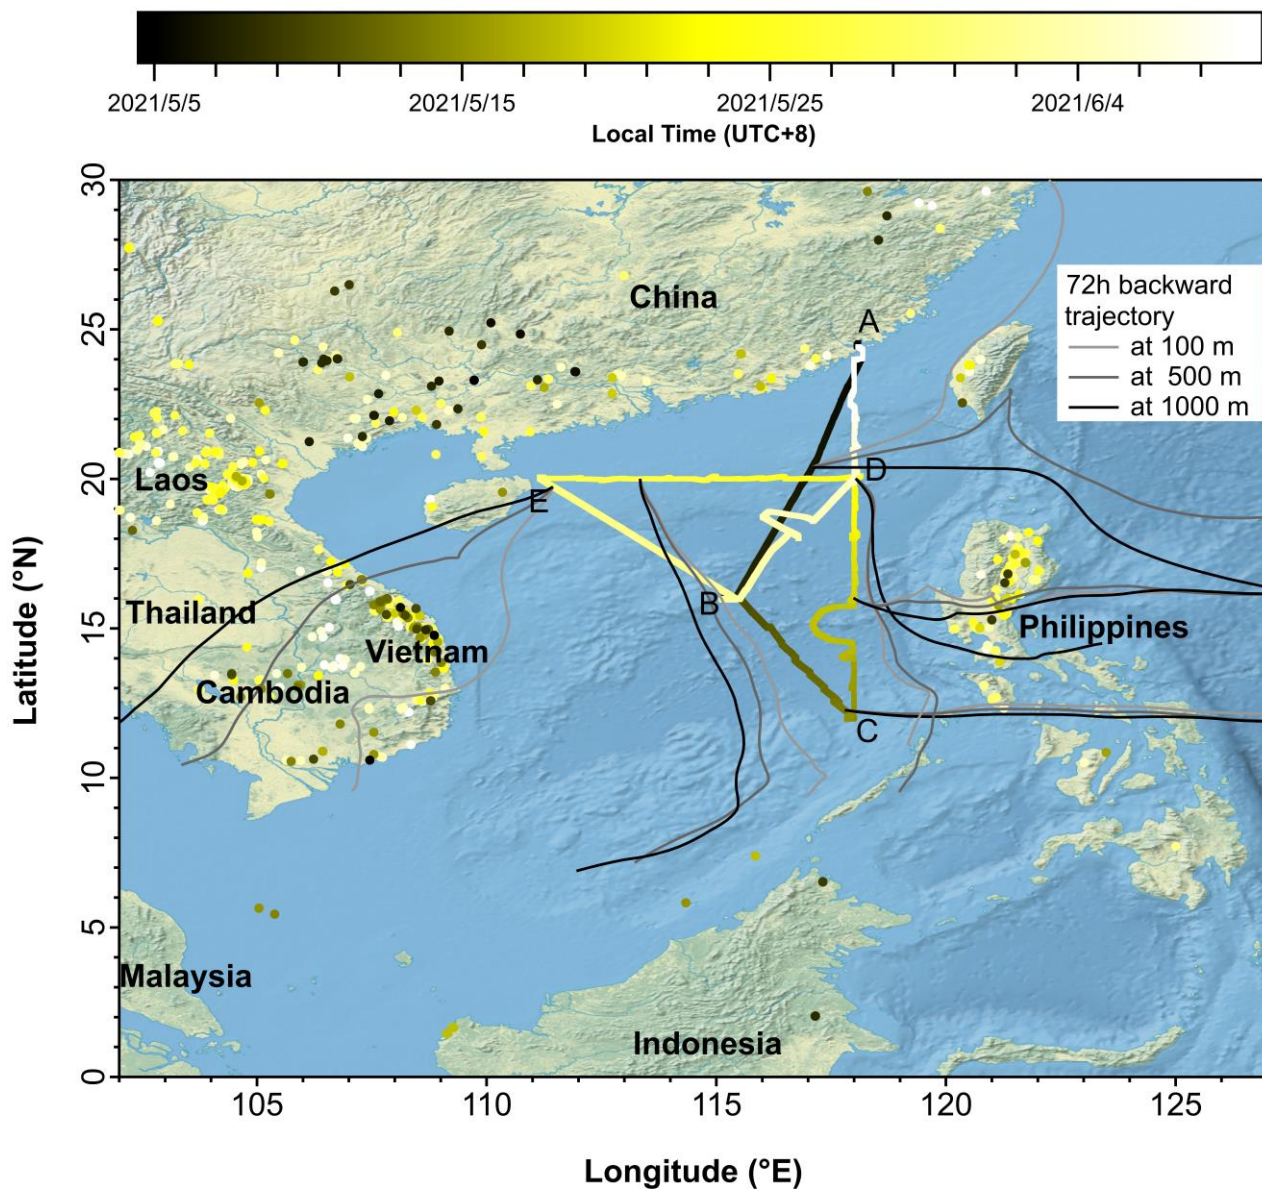 2021/5/5 2021/5/15 2021/5/25 2021/6/4
Local Time (UTC+8)
30
25
20
15
10
5
0
Latitude (°N)
72h backward
trajectory
at 100 m
at 500 m
at 1000 m
China
A
Laos
D
E
B
Thailand
Philippines
Vietnam
Cambodia
C
Malaysia
Indonesia
105 110 115 120 125
Longitude (°E)